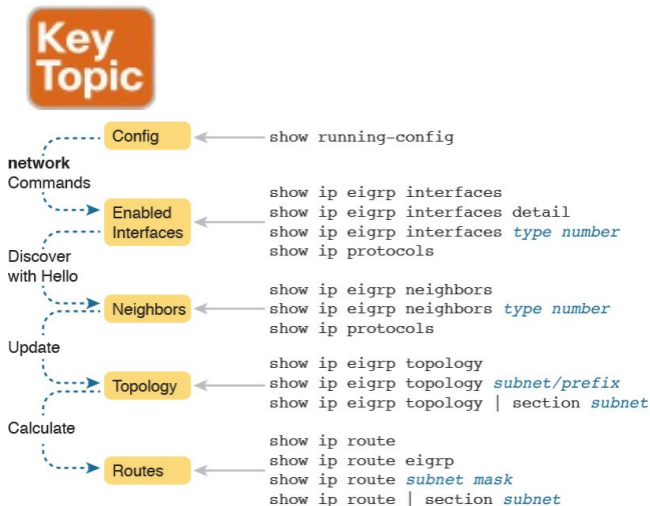 Key
Topic
Config
show running-config
network
Commands
Enabled
Interfaces
show ip eigrp interfaces
show ip eigrp interfaces detail
show ip eigrp interfaces type number
show ip protocols
Discover
with Hello
Neighbors
show ip eigrp neighbors
show ip eigrp neighbors type number
show ip protocols
Update
Topology
show ip eigrp topology
show ip eigrp topology subnet/prefix
show ip eigrp topology | section subnet
Calculate
Routes
show ip route
show ip route eigrp
show ip route subnet mask
show ip route | section subnet